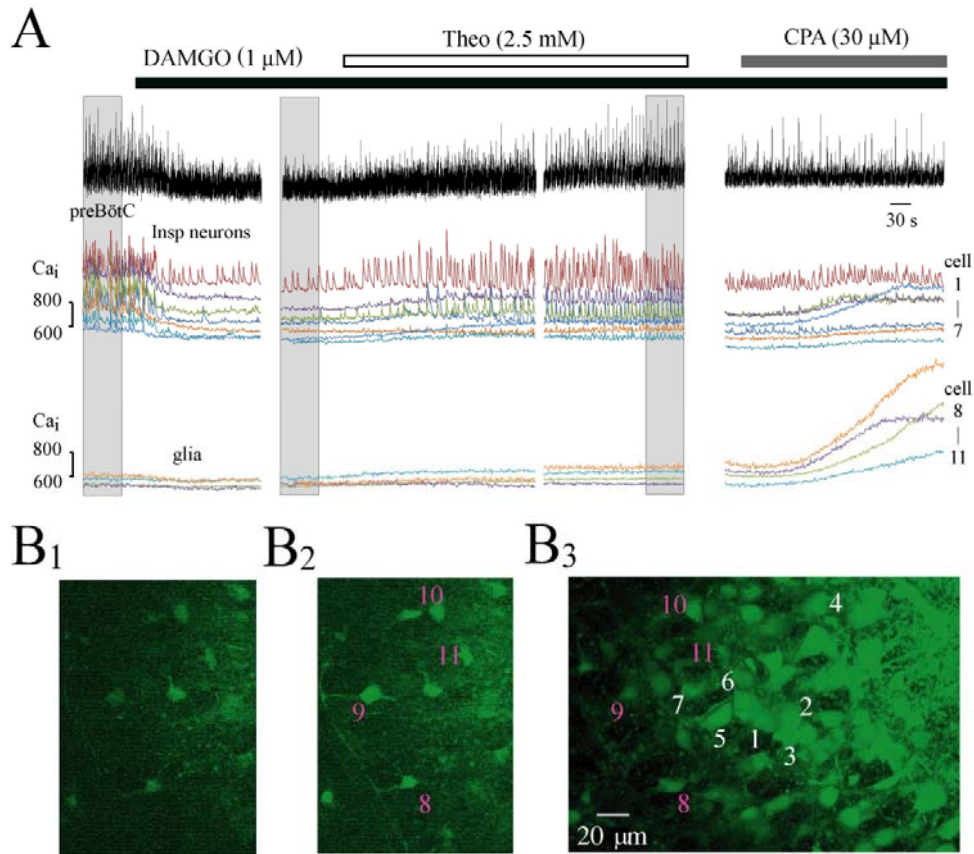 A
DAMGO (1 µM)
Theo (2.5 mM)
CPA (30 µM)
preBötC
30 s
Insp neurons
Cai
800
600
cell
1
7
Cai
800
600
glia
cell
8
11
B1
B2
B3
10
11
9
8
10
4
11
6
9
7
2
5
1
3
8
20 µm